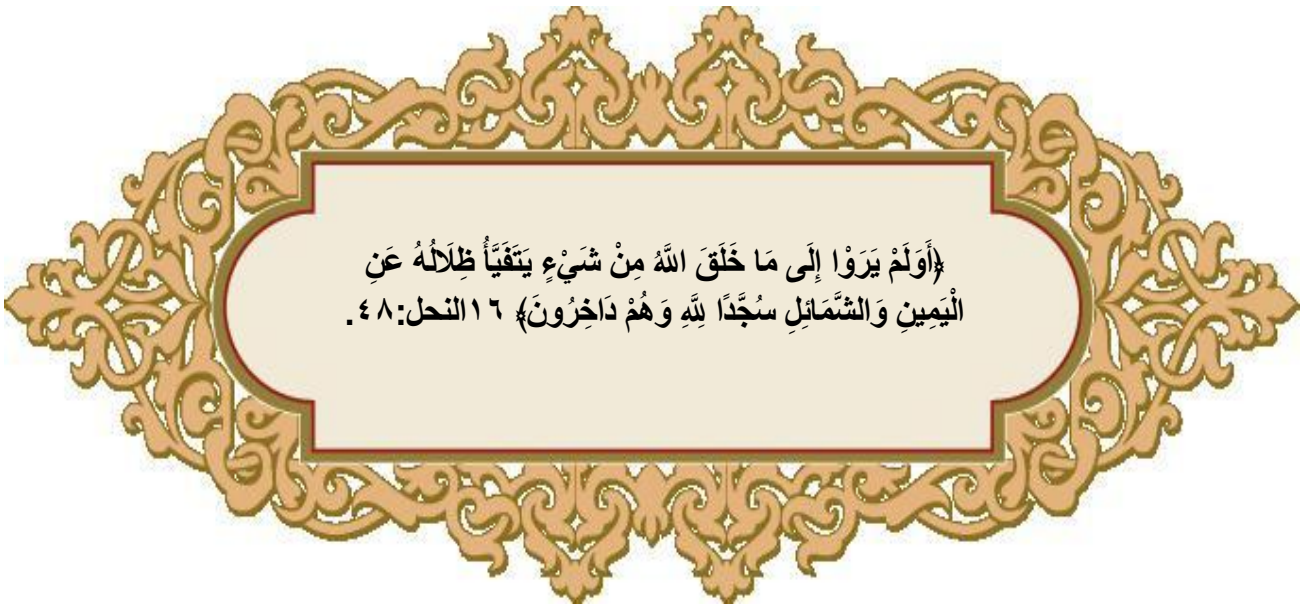 ﴿أَوَلَمْ يَرَوْا إِلَى مَا خَلَقَ اللَّهُ مِنْ شَيْءٍ يَتَفَيَّأُ ظِلَالُهُ عَنِ
الْيَمِينِ وَالشَّمَائِلِ سُجَّدًا لِلَّهِ وَهُمْ دَاخِرُونَ﴾ ١٦النحل:٤٨.